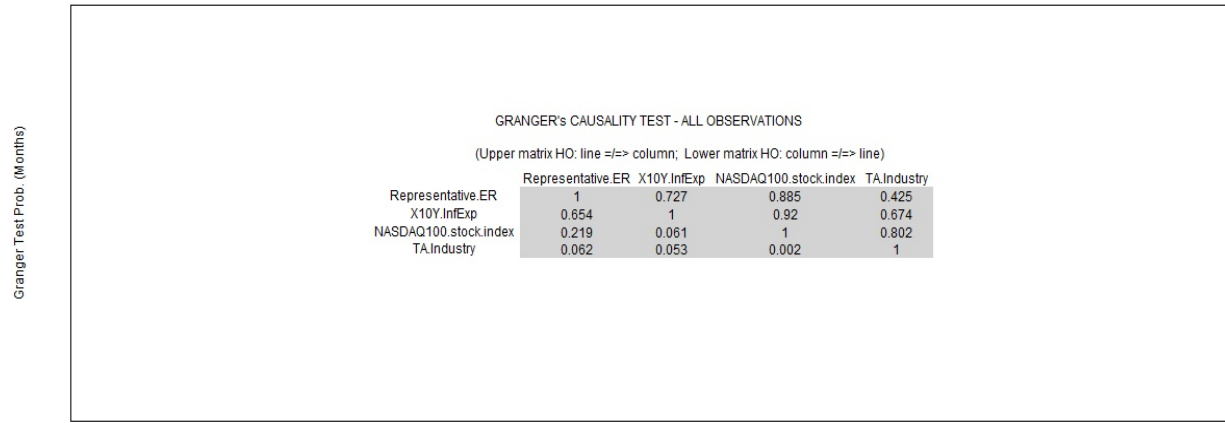 Granger Test Prob. (Months)
GRANGER's CAUSALITY TEST - ALL OBSERVATIONS
(Upper matrix HO: line =/=> column; Lower matrix HO: column =/=> line)
Representative.ER X10Y.InfExp NASDAQ100.stock.index TA.Industry
Representative.ER 1 0.727 0.885 0.425
X10Y.InfExp 0.654 1 0.92 0.674
NASDAQ100.stock.index 0.219 0.061 1 0.802
TA.Industry 0.062 0.053 0.002 1